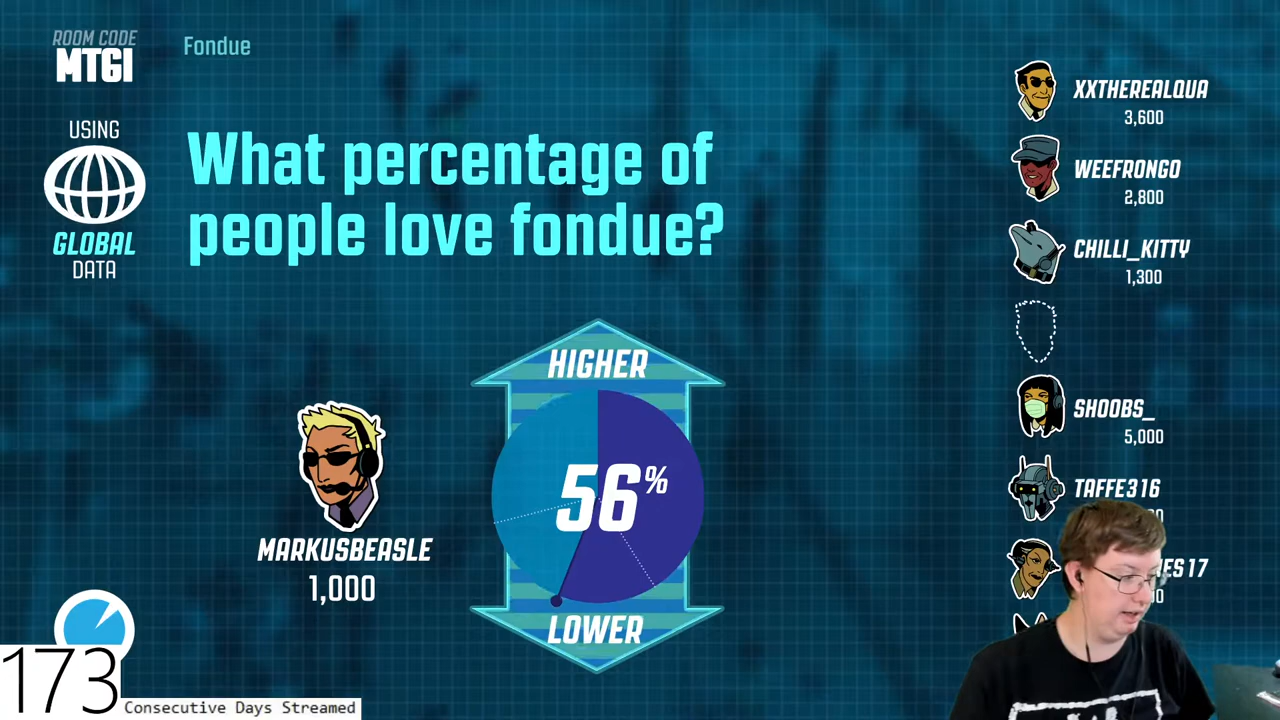 ROOM CODE
MTGI
Fondue
USING
GLOBAL
DATA
What percentage of
people love fondue?
HIGHER
56%
LOWER
MARKUSBEASLE
1,000
XXTHEREALQUA
3,600
WEEFRONGO
2,800
CHILLI_KITTY
1,300
SHOOBS_
5,000
TAFFE316
173
Consecutive Days Streamed